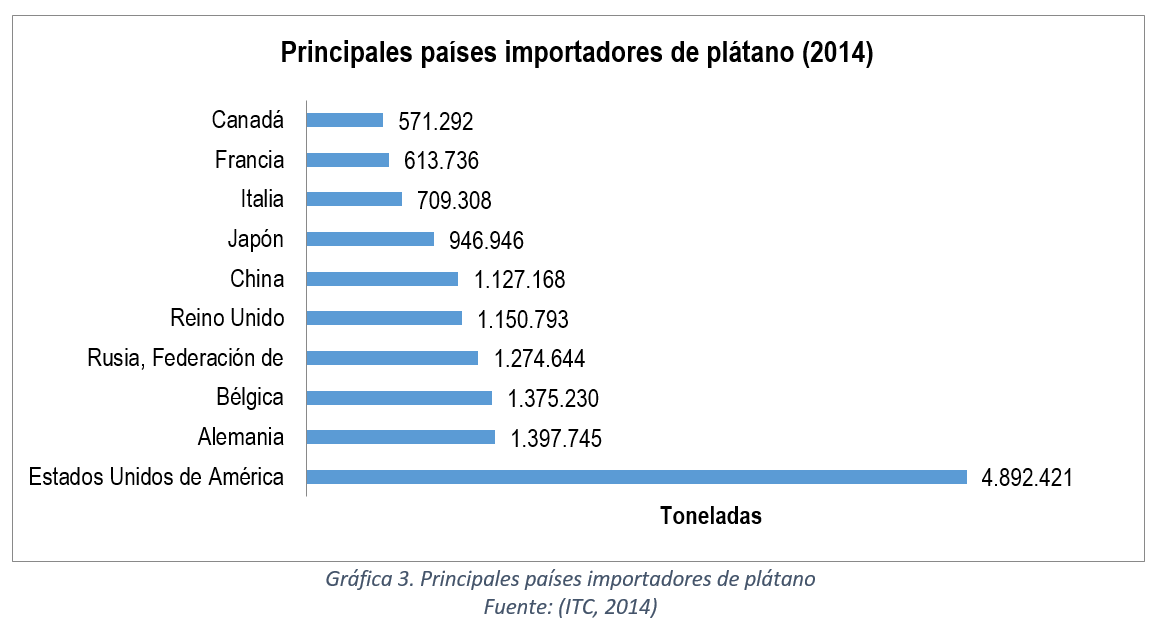 Principales países importadores de plátano (2014)
Canadá 571.292
Francia 613.736
Italia 709.308
Japón 946.946
China 1.127.168
Reino Unido 1.150.793
Rusia, Federación de 1.274.644
Bélgica 1.375.230
Alemania 1.397.745
Estados Unidos de América 4.892.421
Toneladas
Gráfica 3. Principales países importadores de plátano
Fuente: (ITC, 2014)